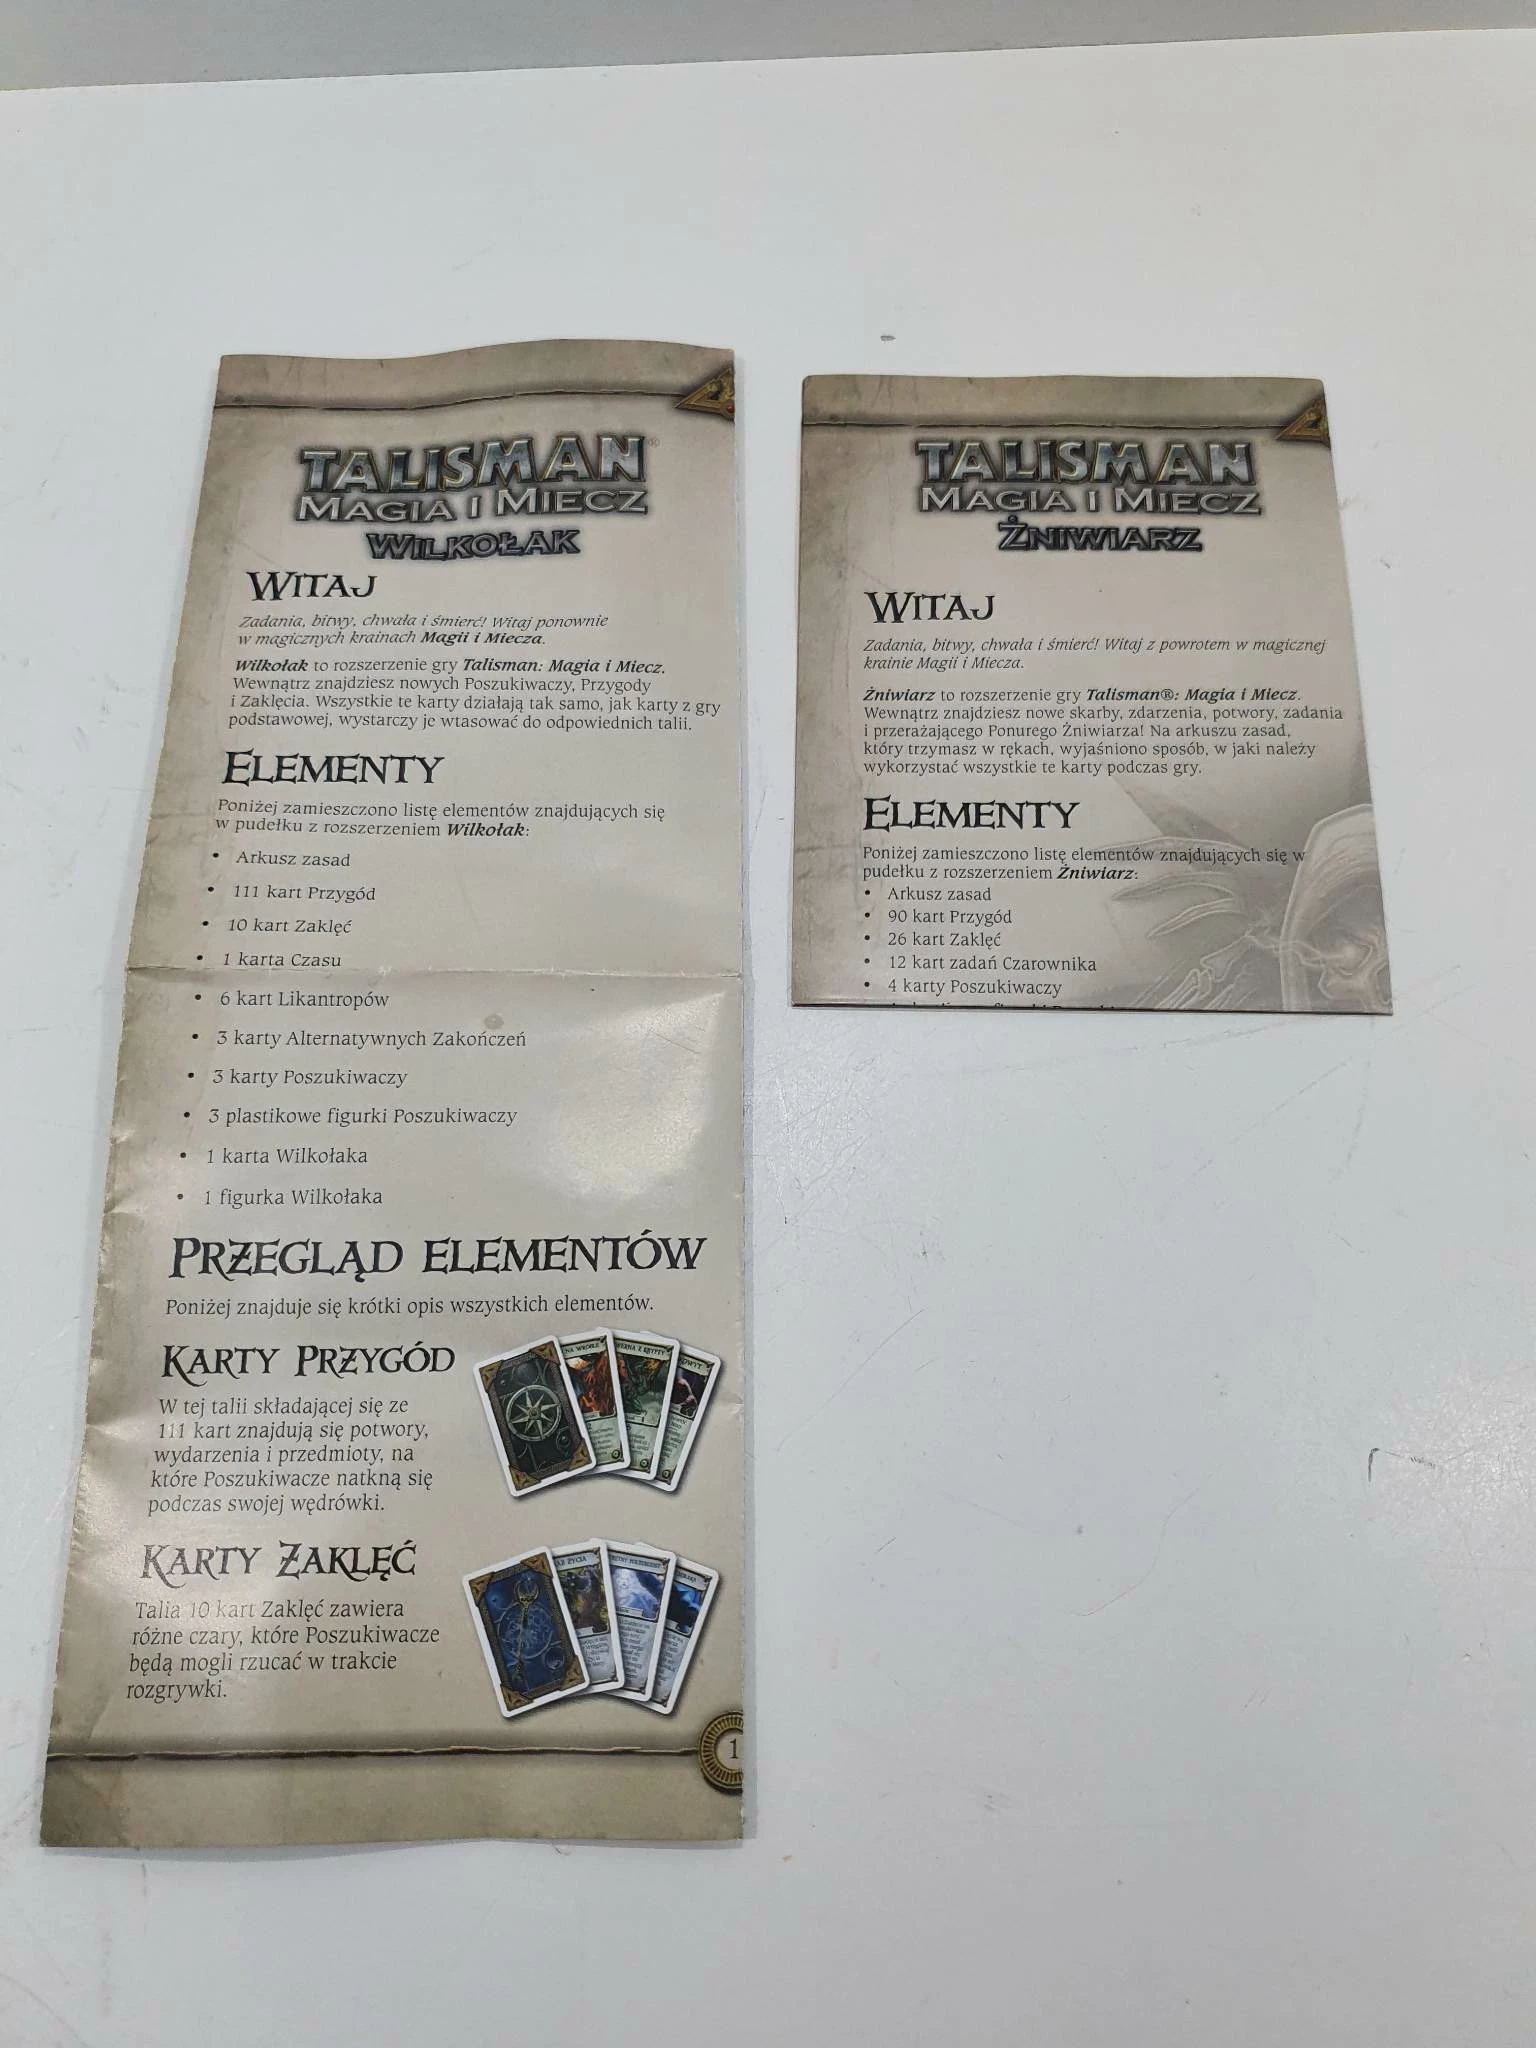 TALISMAN
MAGIA I MIECZ
WILKOŁAK
WITAJ
Zadania, bitwy, chwała i śmierć! Witaj ponownie
w magicznych krainach Magii i Miecza.
Wilkołak to rozszerzenie gry Talisman: Magia i Miecz.
Wewnątrz znajdziesz nowych Poszukiwaczy, Przygody
i Zaklęcia. Wszystkie te karty działają tak samo, jak karty z gry
podstawowej, wystarczy je wtasować do odpowiednich talii.
ELEMENTY
Poniżej zamieszczono listę elementów znajdujących się
w pudełku z rozszerzeniem Wilkołak:
• Arkusz zasad
• 111 kart Przygód
• 10 kart Zaklęć
• 1 karta Czasu
• 6 kart Likantropów
• 3 karty Alternatywnych Zakończeń
• 3 karty Poszukiwaczy
• 3 plastikowe figurki Poszukiwaczy
• 1 karta Wilkołaka
• 1 figurka Wilkołaka
PRZEGLĄD ELEMENTÓW
Poniżej znajduje się krótki opis wszystkich elementów.
KARTY PRZYGÓD
W tej talii składającej się ze
111 kart znajdują się potwory,
wydarzenia i przedmioty, na
które Poszukiwacze natkną się
podczas swojej wędrówki.
KARTY ZAKLĘĆ
Talia 10 kart Zaklęć zawiera
różne czary, które Poszukiwacze
będą mogli rzucać w trakcie
rozgrywki.
1
TALISMAN
MAGIA I MIECZ
ŻNIWIARZ
WITAJ
Zadania, bitwy, chwała i śmierć! Witaj z powrotem w magicznej
krainie Magii i Miecza.
Żniwiarz to rozszerzenie gry Talisman®: Magia i Miecz.
Wewnątrz znajdziesz nowe skarby, zdarzenia, potwory, zadania
i przerażającego Ponurego Żniwiarza! Na arkuszu zasad,
który trzymasz w rękach, wyjaśniono sposób, w jaki należy
wykorzystać wszystkie te karty podczas gry.
ELEMENTY
Poniżej zamieszczono listę elementów znajdujących się w
pudełku z rozszerzeniem Żniwiarz:
• Arkusz zasad
• 90 kart Przygód
• 26 kart Zaklęć
• 12 kart zadań Czarownika
• 4 karty Poszukiwaczy